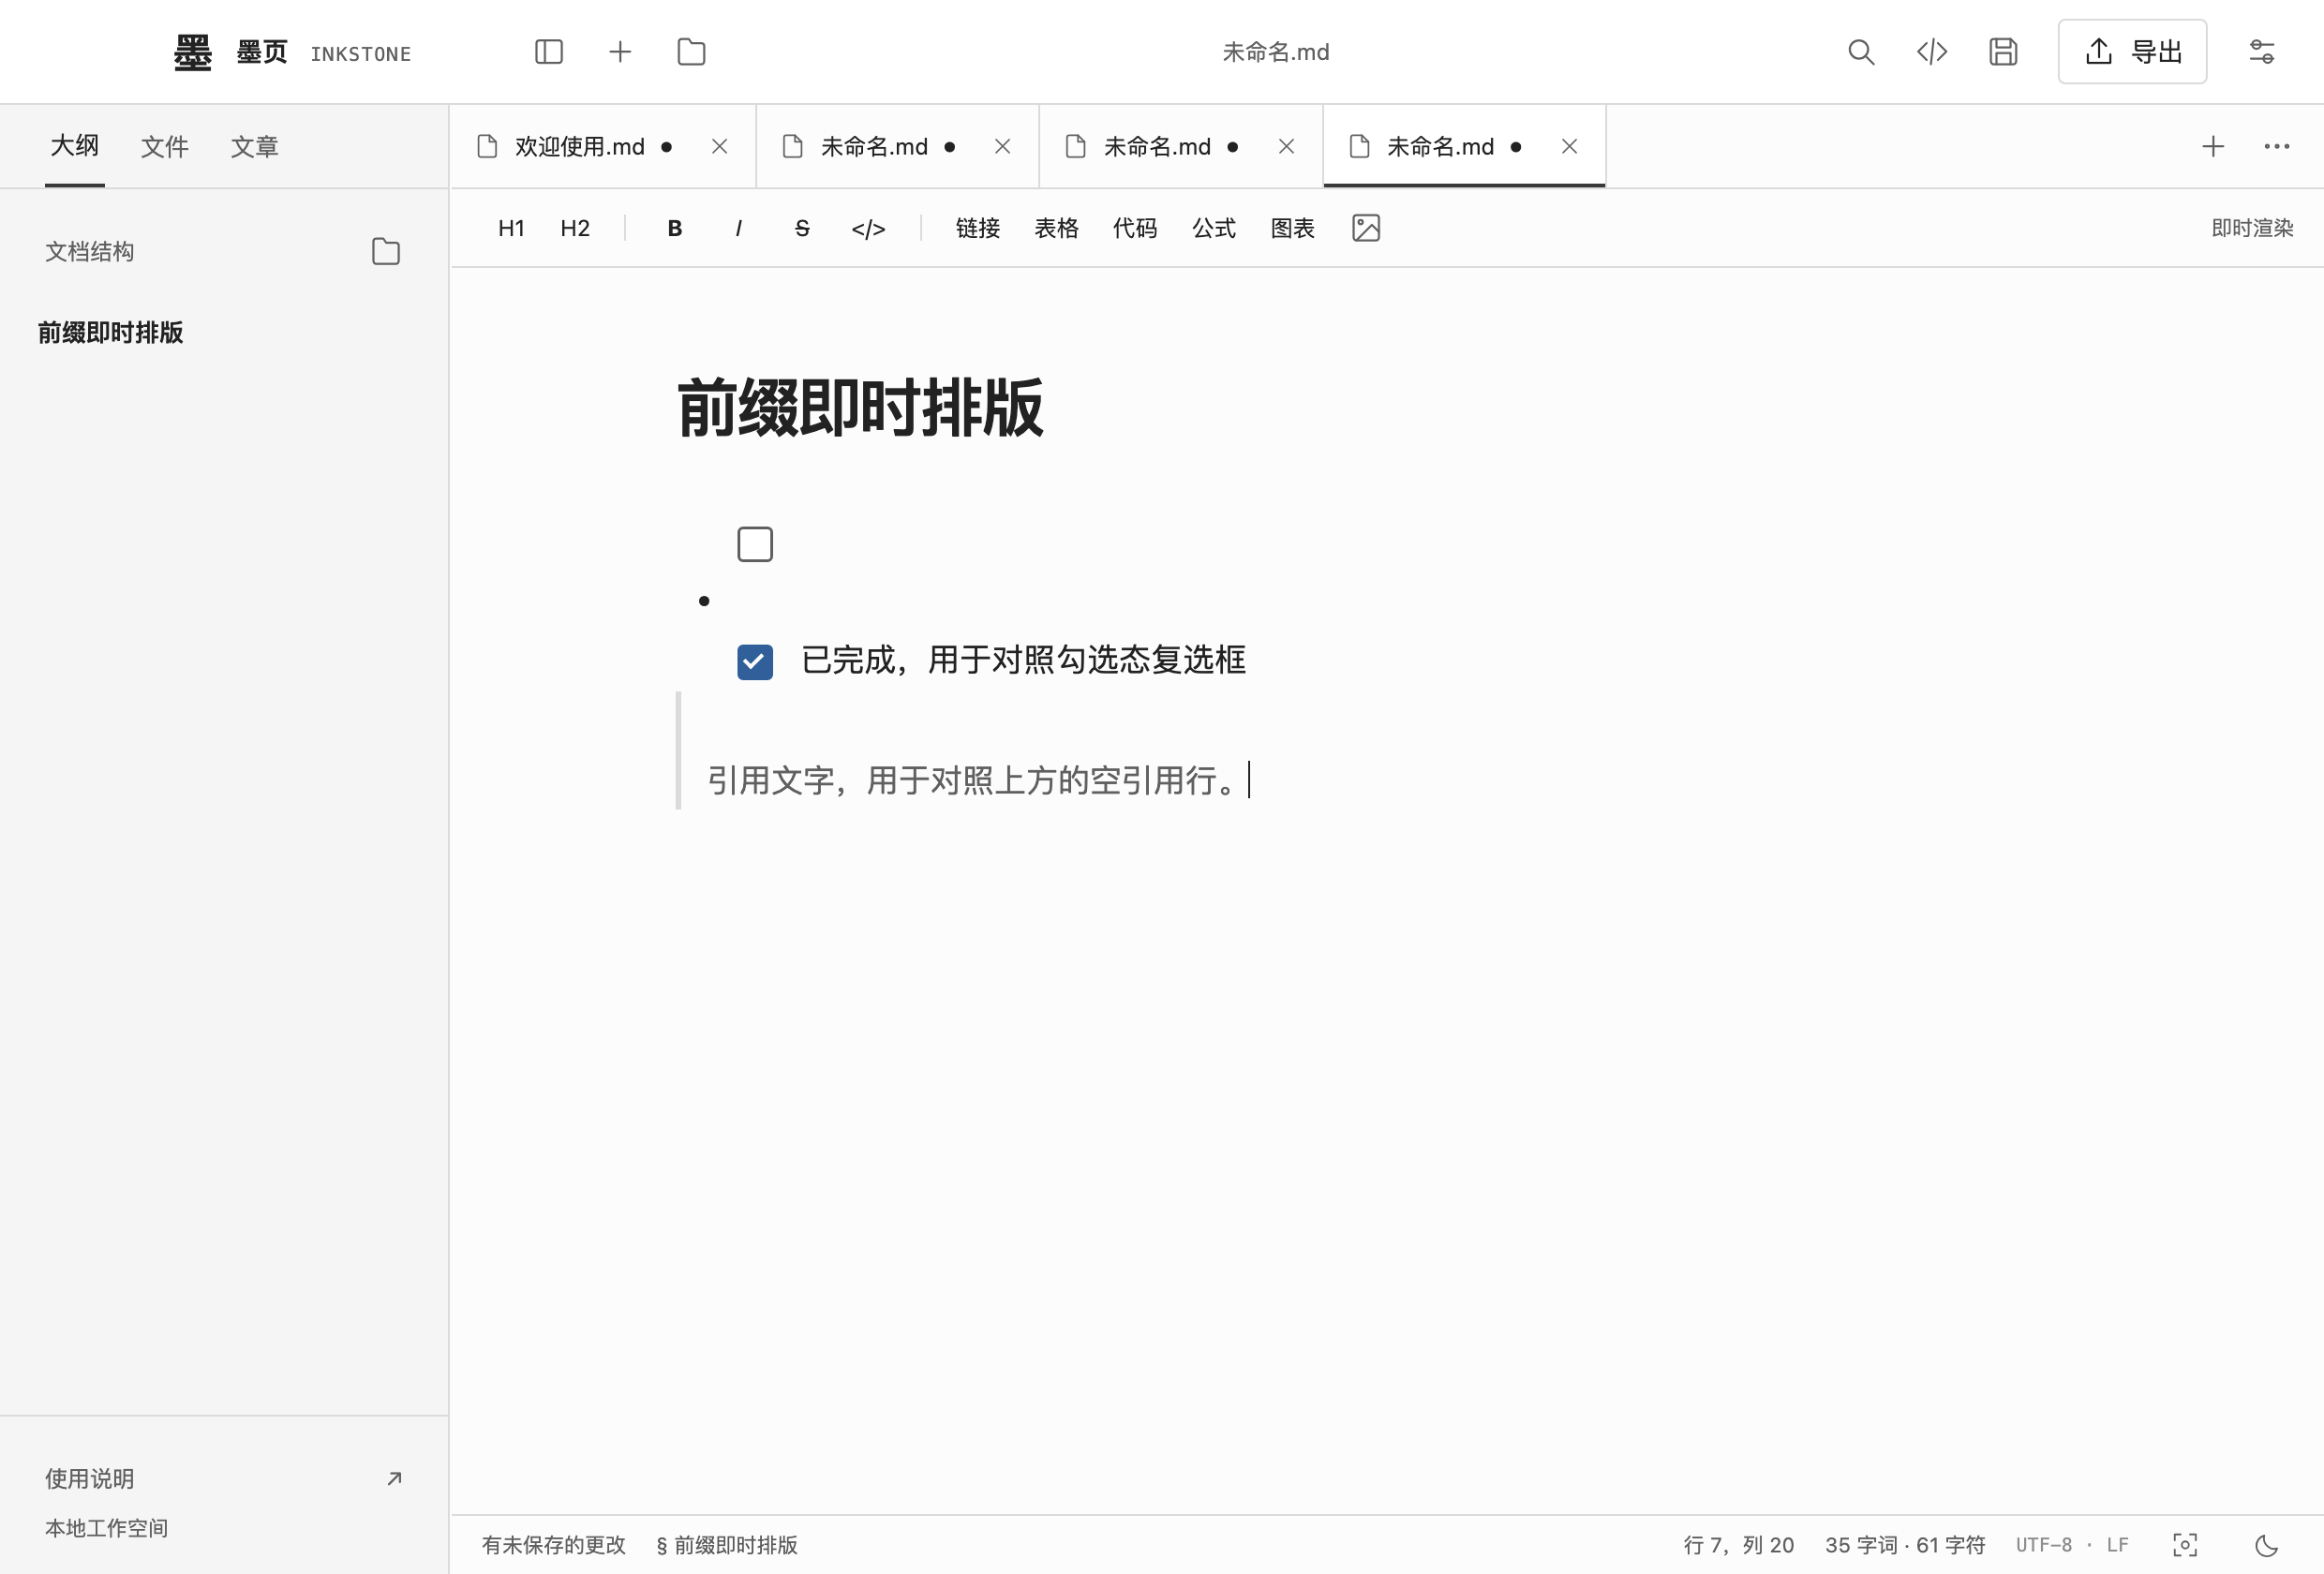 墨 墨页 INKSTONE 未命名.md 导出
大纲 文件 文章
欢迎使用.md 未命名.md 未命名.md 未命名.md
H1 H2 B I S </> 链接 表格 代码 公式 图表 即时渲染
文档结构
前缀即时排版
前缀即时排版
已完成，用于对照勾选态复选框
引用文字，用于对照上方的空引用行。
使用说明
本地工作空间
有未保存的更改 § 前缀即时排版 行 7，列 20 35 字词 · 61 字符 UTF-8 · LF